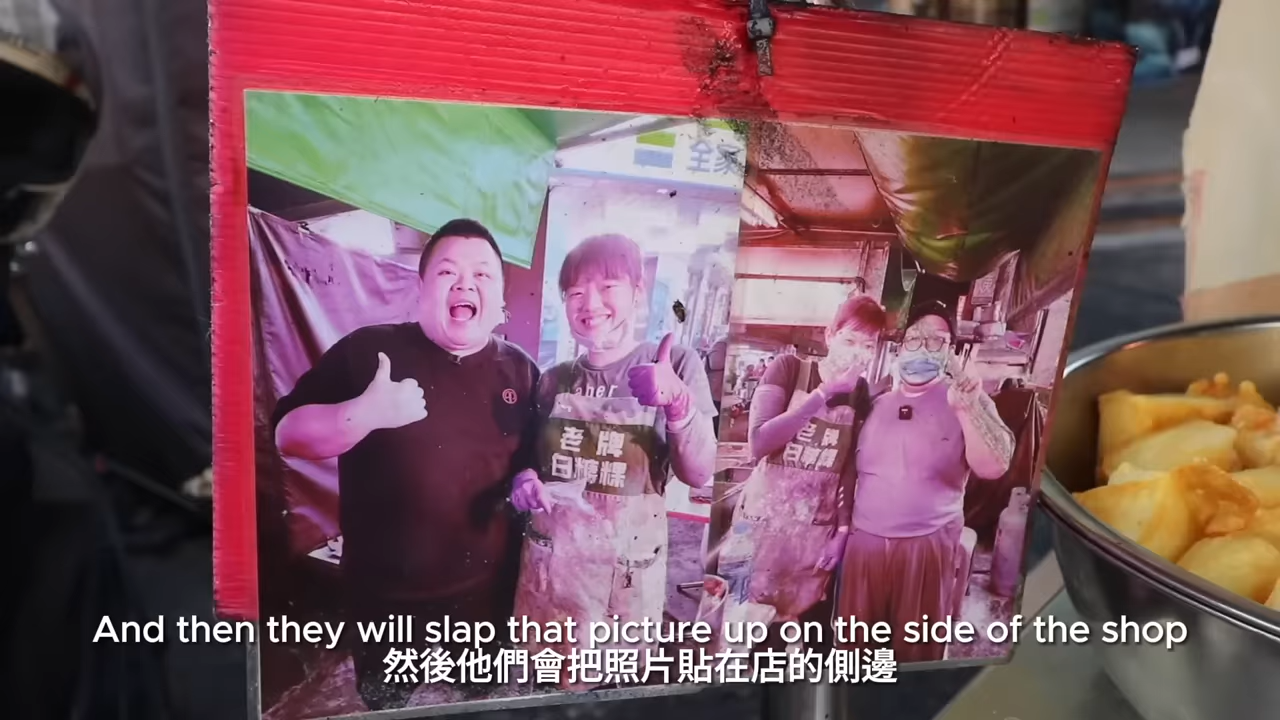 全家
aner
老牌
白糖粿
老牌
白糖粿
And then they will slap that picture up on the side of the shop
然後他們會把照片貼在店的側邊